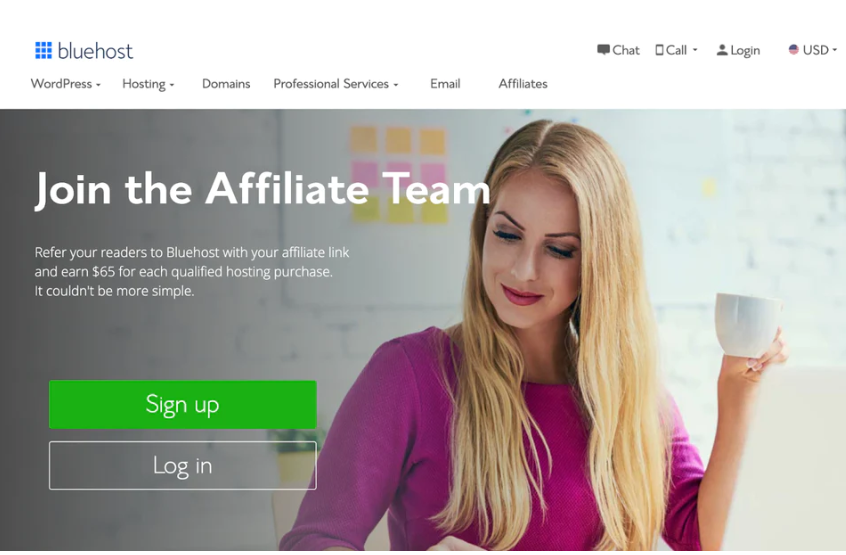 bluehost
Chat Call Login USD
WordPress Hosting Domains Professional Services Email Affiliates
Join the Affiliate Team
Refer your readers to Bluehost with your affiliate link
and earn $65 for each qualified hosting purchase.
It couldn't be more simple.
Sign up
Log in